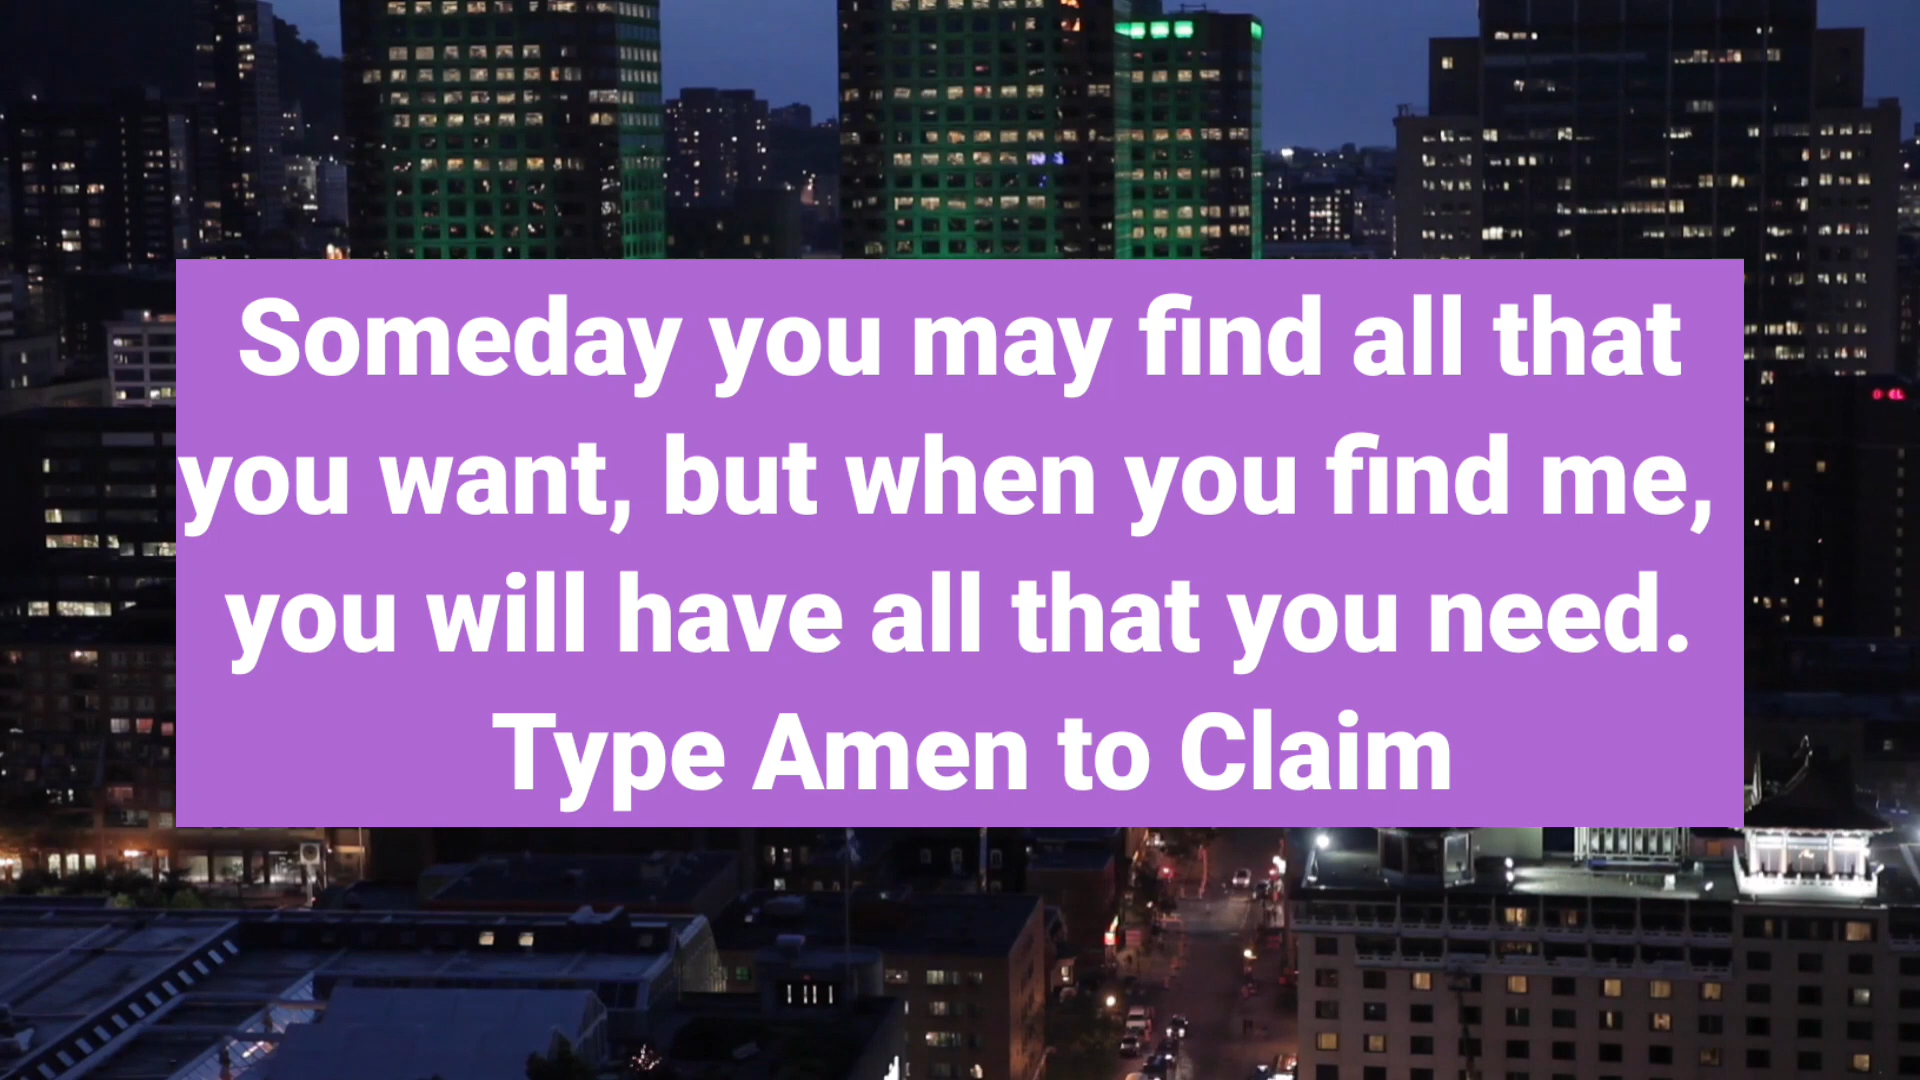 Someday you may find all that
you want, but when you find me,
you will have all that you need.
Type Amen to Claim